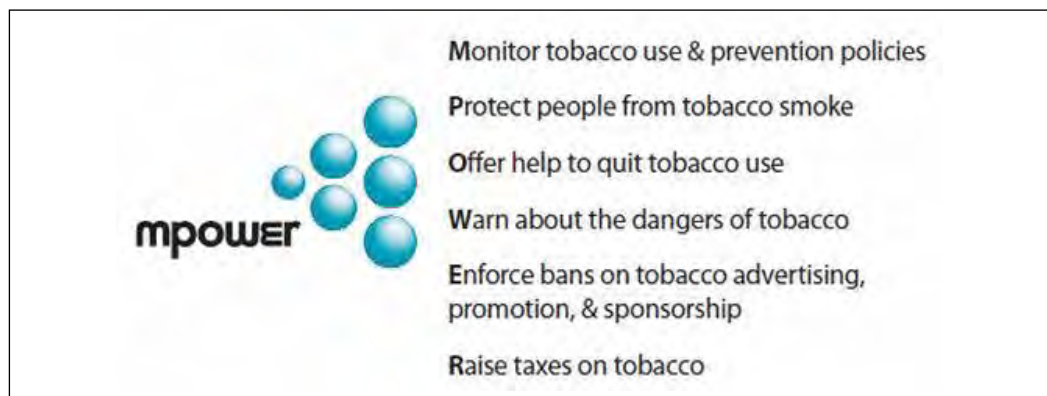 mpower
Monitor tobacco use & prevention policies
Protect people from tobacco smoke
Offer help to quit tobacco use
Warn about the dangers of tobacco
Enforce bans on tobacco advertising,
promotion, & sponsorship
Raise taxes on tobacco